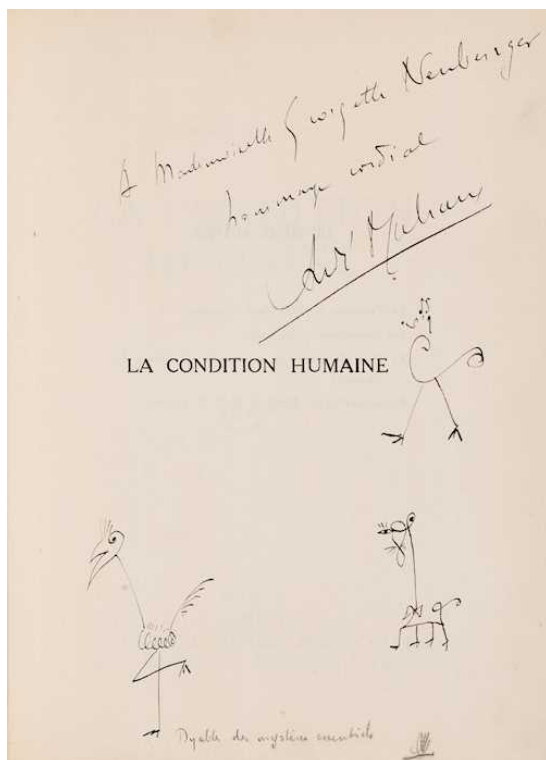 A Mademoiselle Georgette Neuberger
hommage cordial
André Malraux
LA CONDITION HUMAINE
Dyable des mystères essentiels